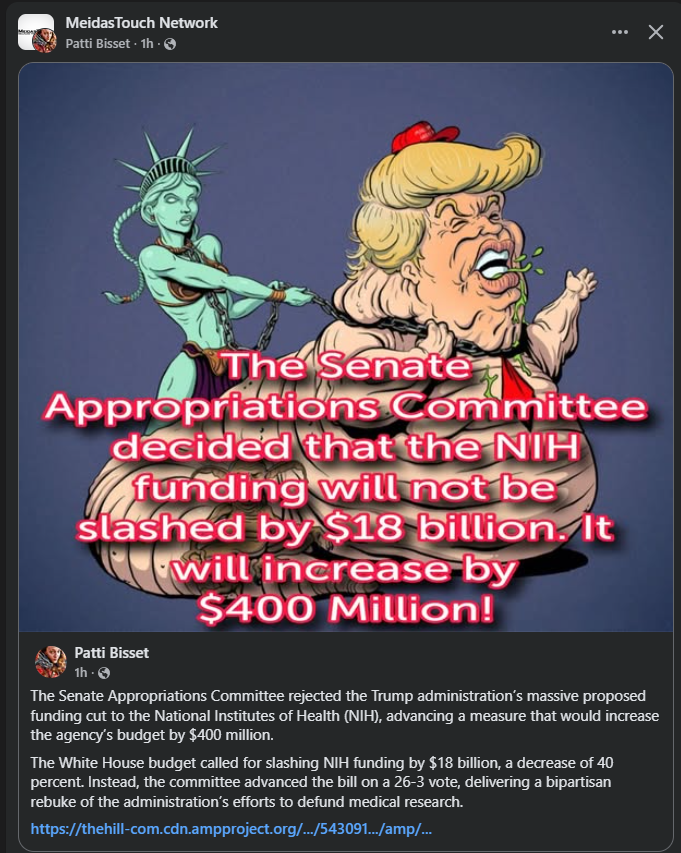 MeidasTouch Network
Patti Bisset · 1h ·
The Senate
Appropriations Committee
decided that the NIH
funding will not be
slashed by $18 billion. It
will increase by
$400 Million!
Patti Bisset
1h ·
The Senate Appropriations Committee rejected the Trump administration's massive proposed
funding cut to the National Institutes of Health (NIH), advancing a measure that would increase
the agency's budget by $400 million.
The White House budget called for slashing NIH funding by $18 billion, a decrease of 40
percent. Instead, the committee advanced the bill on a 26-3 vote, delivering a bipartisan
rebuke of the administration's efforts to defund medical research.
https://thehill-com.cdn.ampproject.org/.../543091.../amp/...